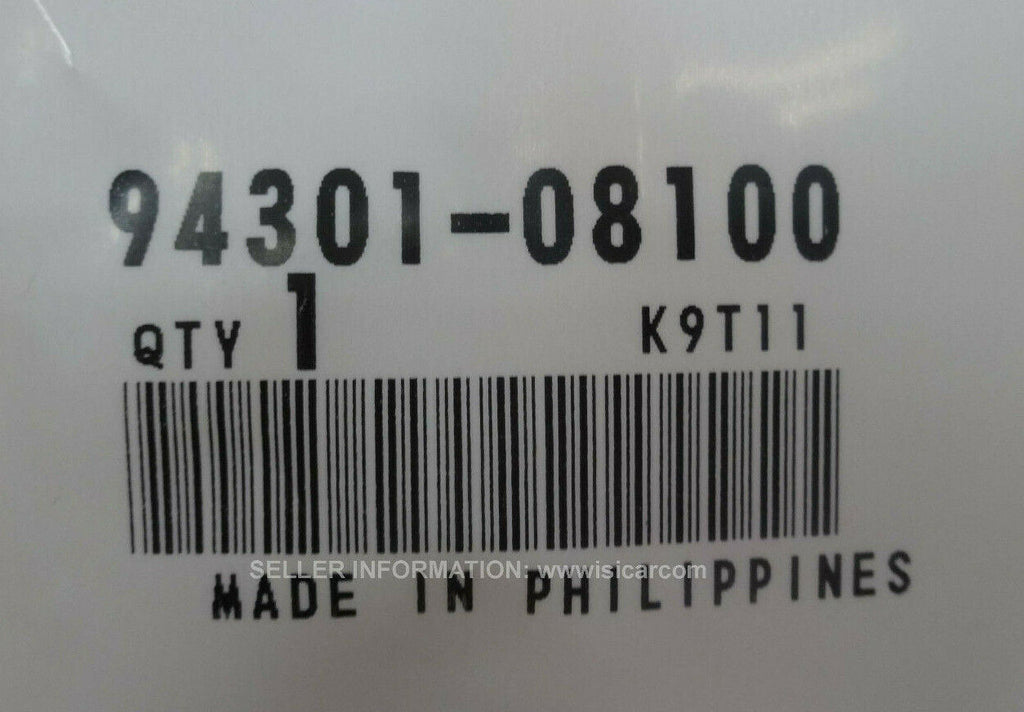 94301-08100
QTY 1 K9T11
SELLER INFORMATION: wwwisicarcom
MADE IN PHILIPPINES